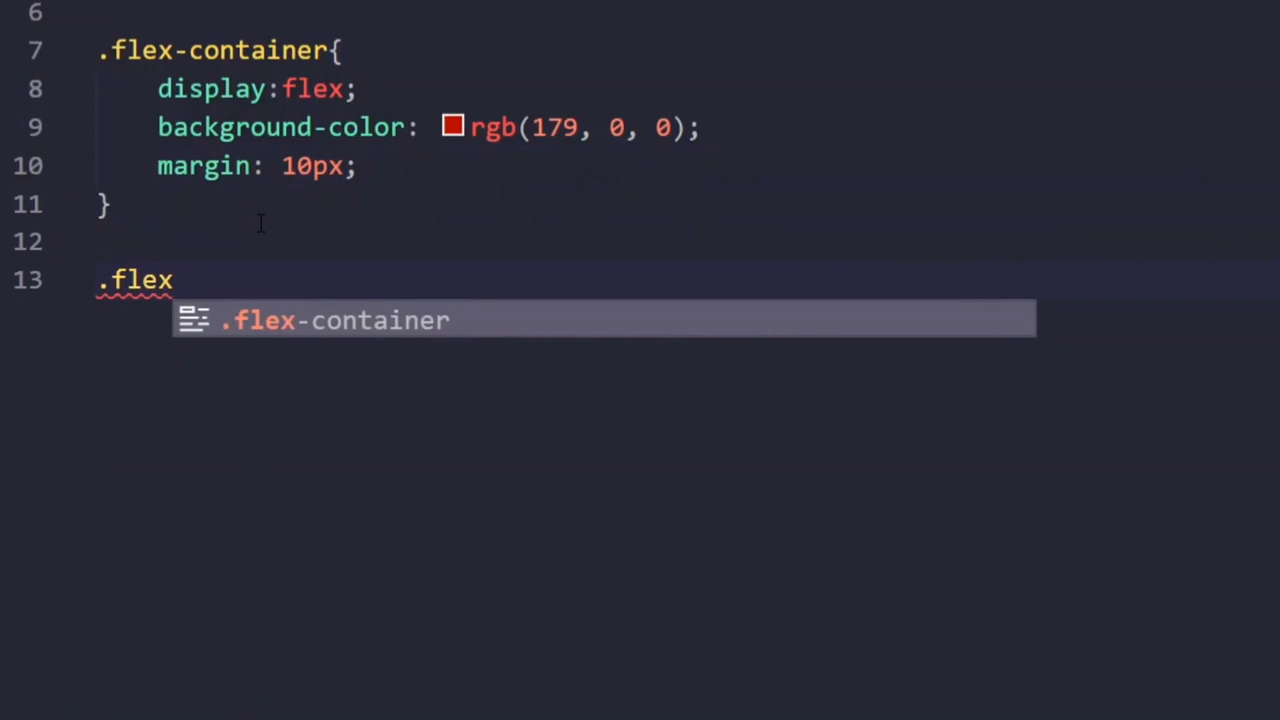 6
7 .flex-container{
8 display:flex;
9 background-color: rgb(179, 0, 0);
10 margin: 10px;
11 }
12
13 .flex
.flex-container